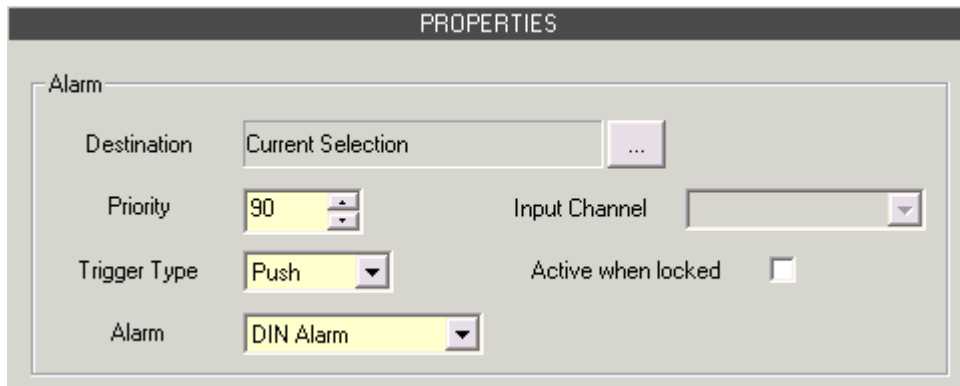 PROPERTIES
Alarm
Destination Current Selection ...
Priority 90 Input Channel
Trigger Type Push Active when locked
Alarm DIN Alarm